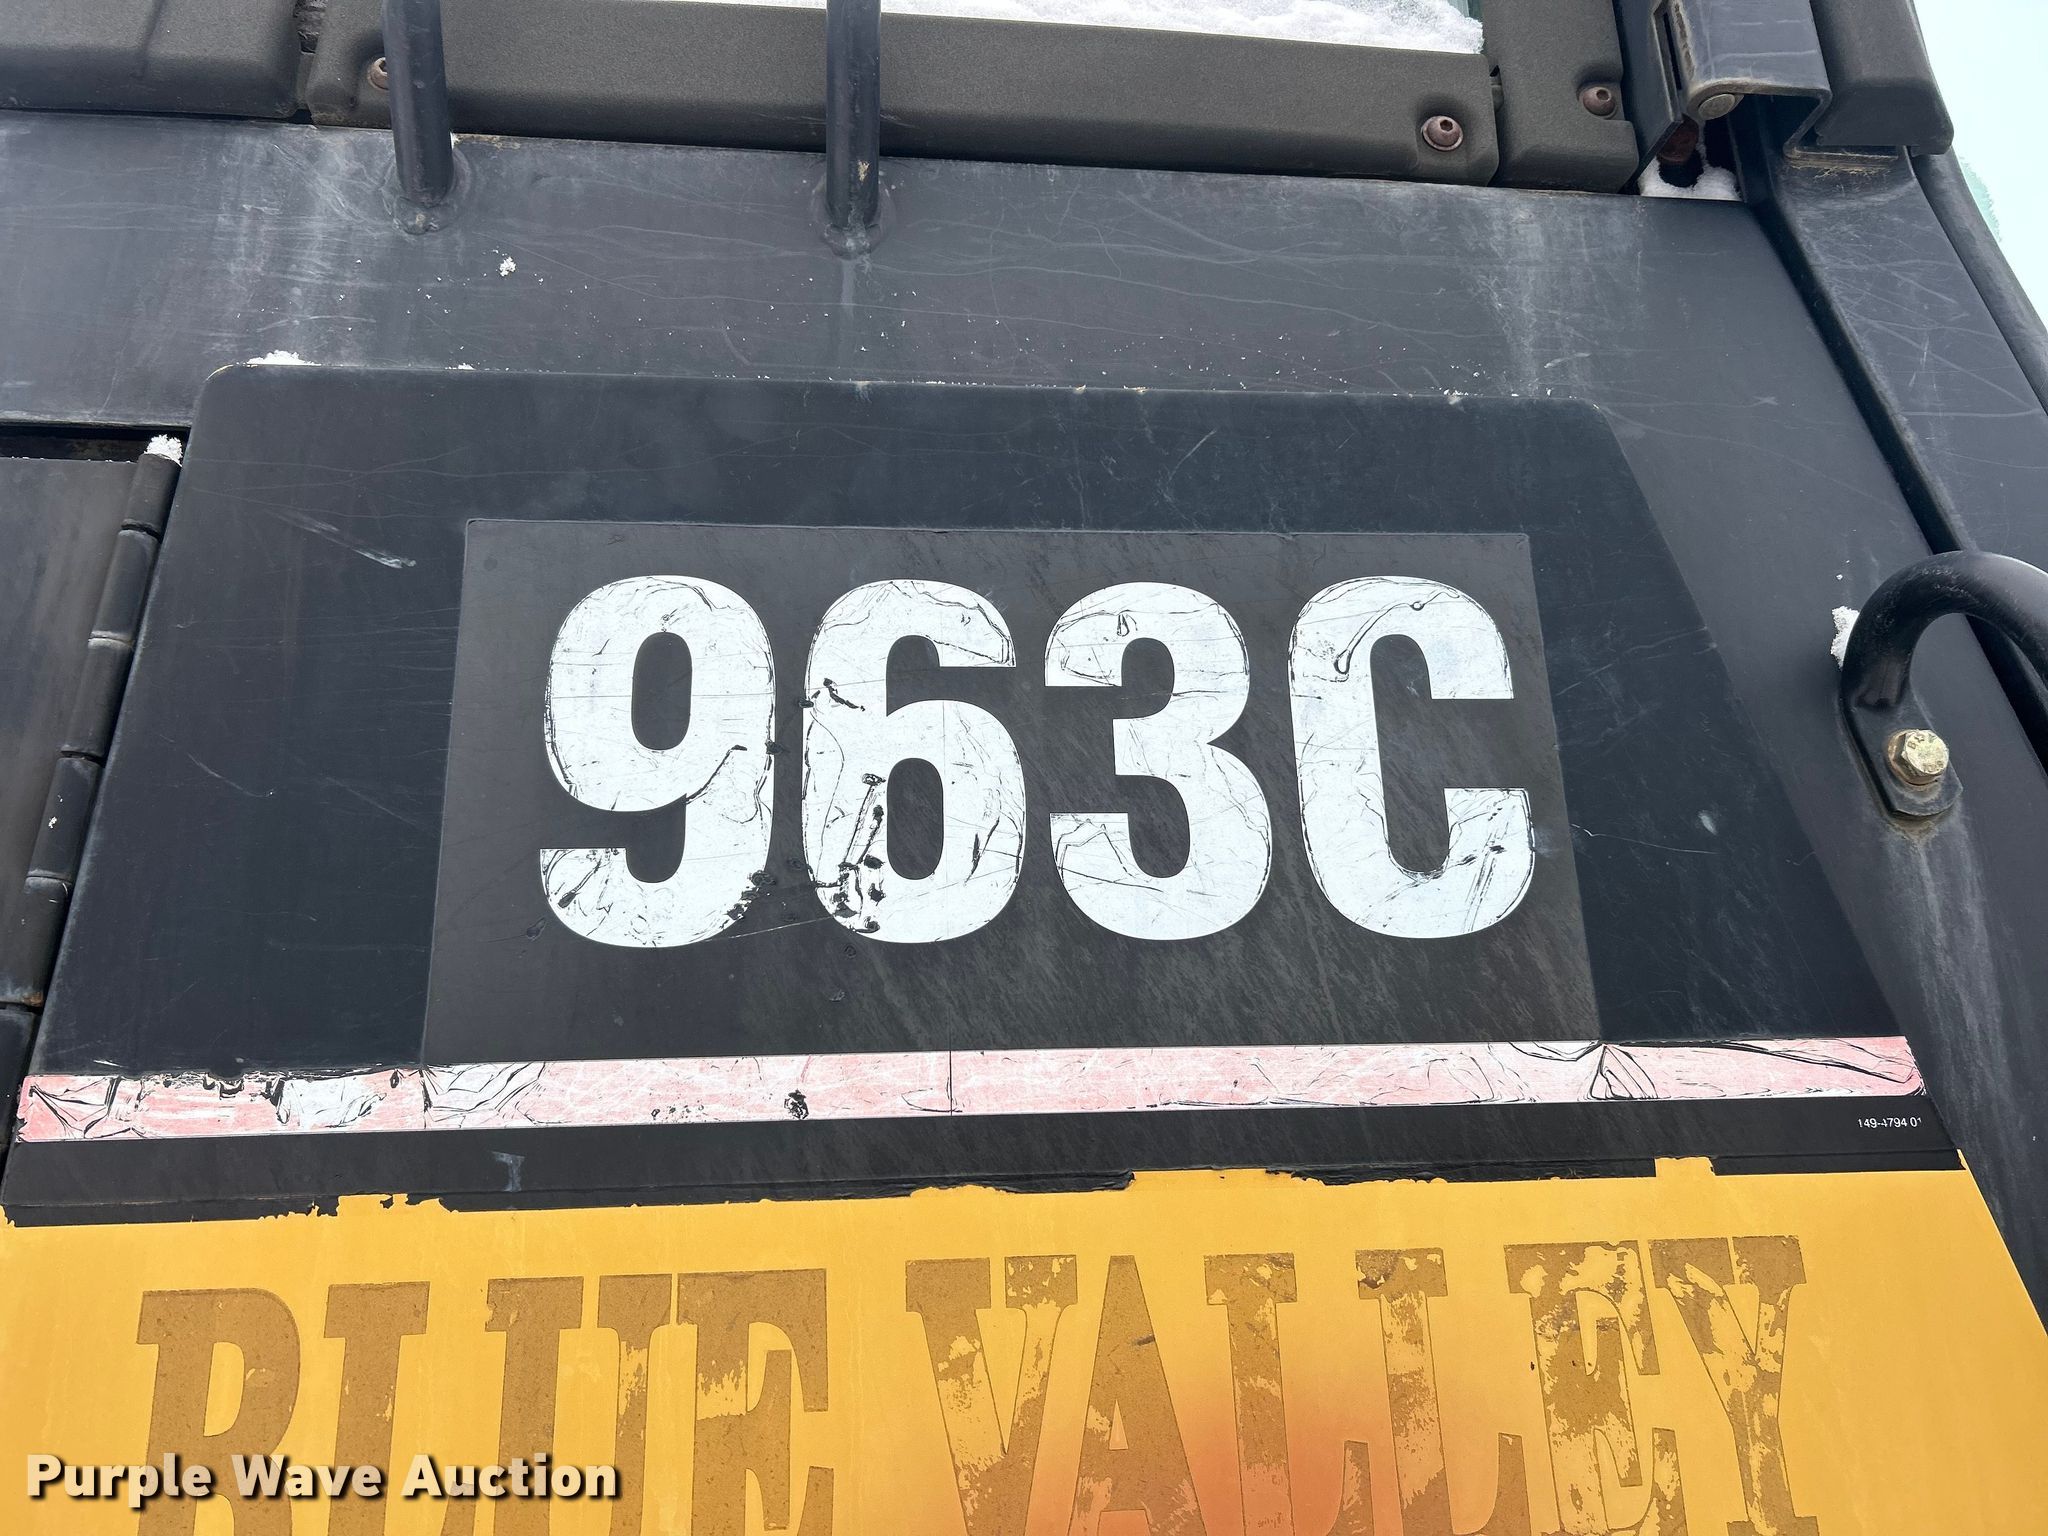 963C
149-4794 01
BLUE VALLEY
Purple Wave Auction